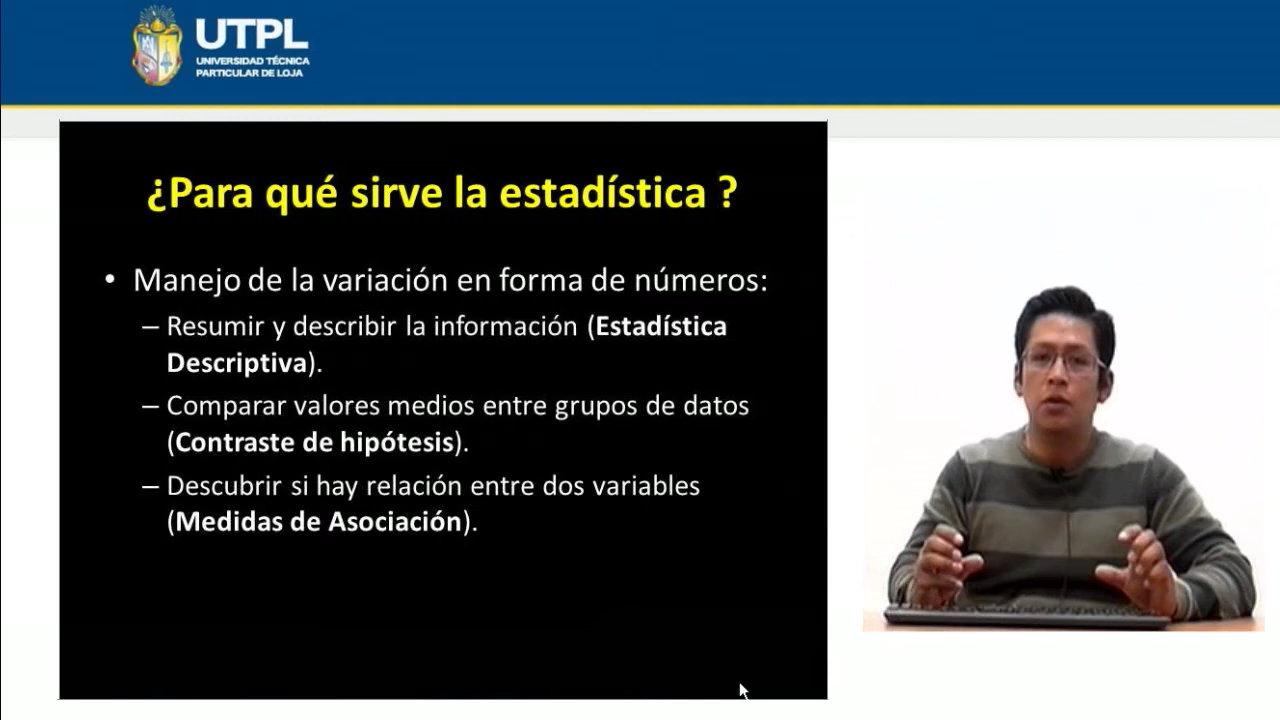 UTPL
UNIVERSIDAD TÉCNICA
PARTICULAR DE LOJA
¿Para qué sirve la estadística ?
• Manejo de la variación en forma de números:
– Resumir y describir la información (Estadística
Descriptiva).
– Comparar valores medios entre grupos de datos
(Contraste de hipótesis).
– Descubrir si hay relación entre dos variables
(Medidas de Asociación).